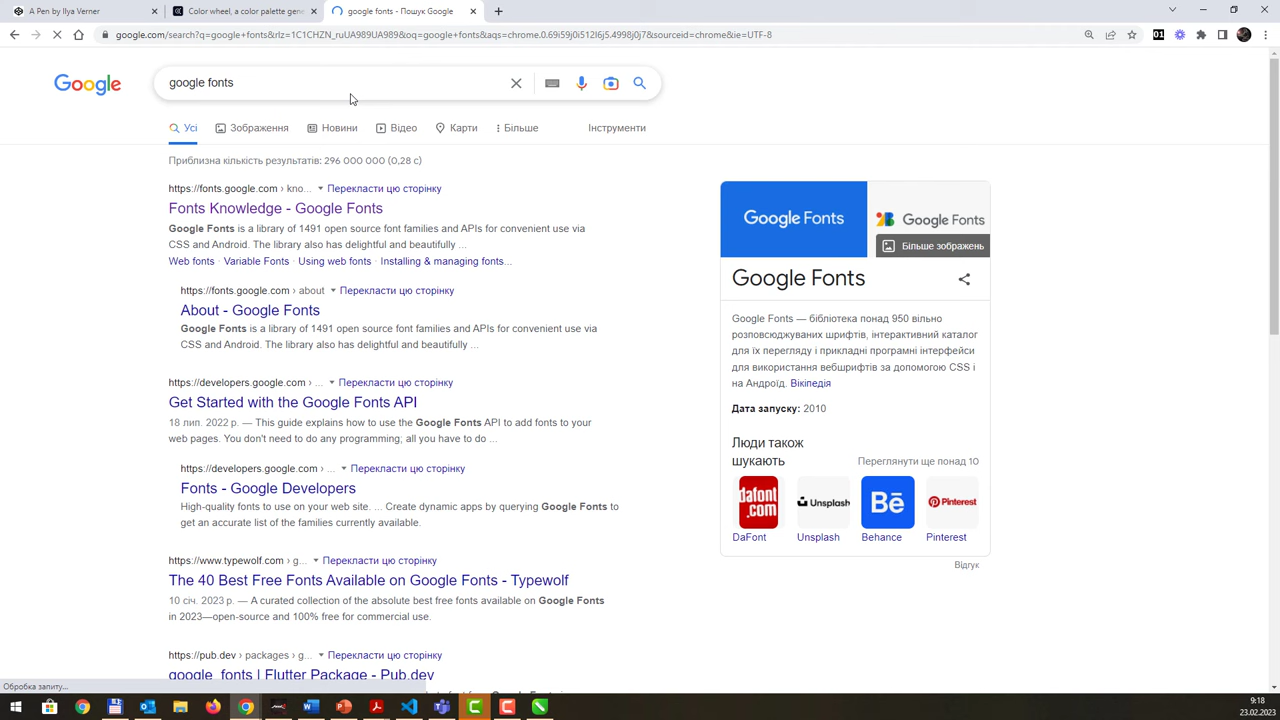 A Pen by Ilya Verner
Color wheel, a color palette gene
google fonts - Пошук Google
google.com/search?q=google+fonts&rlz=1C1CHZN_ruUA989UA989&oq=google+fonts&aqs=chrome.0.69i59j0i512l6j5.4998j0j7&sourceid=chrome&ie=UTF-8
01
Google
google fonts
Усі
Зображення
Новини
Відео
Карти
Більше
Інструменти
Приблизна кількість результатів: 296 000 000 (0,28 с)
https://fonts.google.com › kno... Перекласти цю сторінку
Fonts Knowledge - Google Fonts
Google Fonts is a library of 1491 open source font families and APIs for convenient use via
CSS and Android. The library also has delightful and beautifully ...
Web fonts · Variable Fonts · Using web fonts · Installing & managing fonts...
https://fonts.google.com › about Перекласти цю сторінку
About - Google Fonts
Google Fonts is a library of 1491 open source font families and APIs for convenient use via
CSS and Android. The library also has delightful and beautifully ...
https://developers.google.com › ... Перекласти цю сторінку
Get Started with the Google Fonts API
18 лип. 2022 р. — This guide explains how to use the Google Fonts API to add fonts to your
web pages. You don't need to do any programming; all you have to do ...
https://developers.google.com › ... Перекласти цю сторінку
Fonts - Google Developers
High-quality fonts to use on your web site. ... Create dynamic apps by querying Google Fonts to
get an accurate list of the families currently available.
https://www.typewolf.com › g... Перекласти цю сторінку
The 40 Best Free Fonts Available on Google Fonts - Typewolf
10 січ. 2023 р. — A curated collection of the absolute best free fonts available on Google Fonts
in 2023—open-source and 100% free for commercial use.
https://pub.dev › packages › g... Перекласти цю сторінку
google_fonts | Flutter Package - Pub.dev
Google Fonts
Google Fonts
Більше зображень
Google Fonts
Google Fonts — бібліотека понад 950 вільно
розповсюджуваних шрифтів, інтерактивний каталог
для їх перегляду і прикладні програмні інтерфейси
для використання вебшрифтів за допомогою CSS і
на Андроїд. Вікіпедія
Дата запуску: 2010
Люди також
шукають
Переглянути ще понад 10
dafont
.com
Unsplash
Bē
Pinterest
DaFont
Unsplash
Behance
Pinterest
Відгук
Обробка запиту...
9:18
23.02.2023